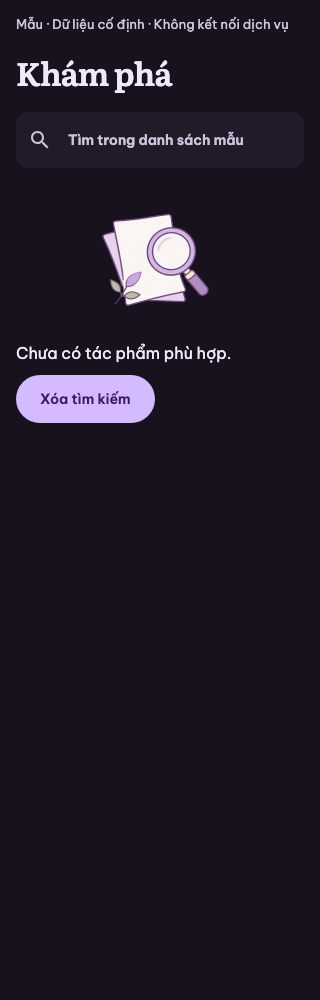 Mẫu · Dữ liệu cố định · Không kết nối dịch vụ
Khám phá
Tìm trong danh sách mẫu
Chưa có tác phẩm phù hợp.
Xóa tìm kiếm